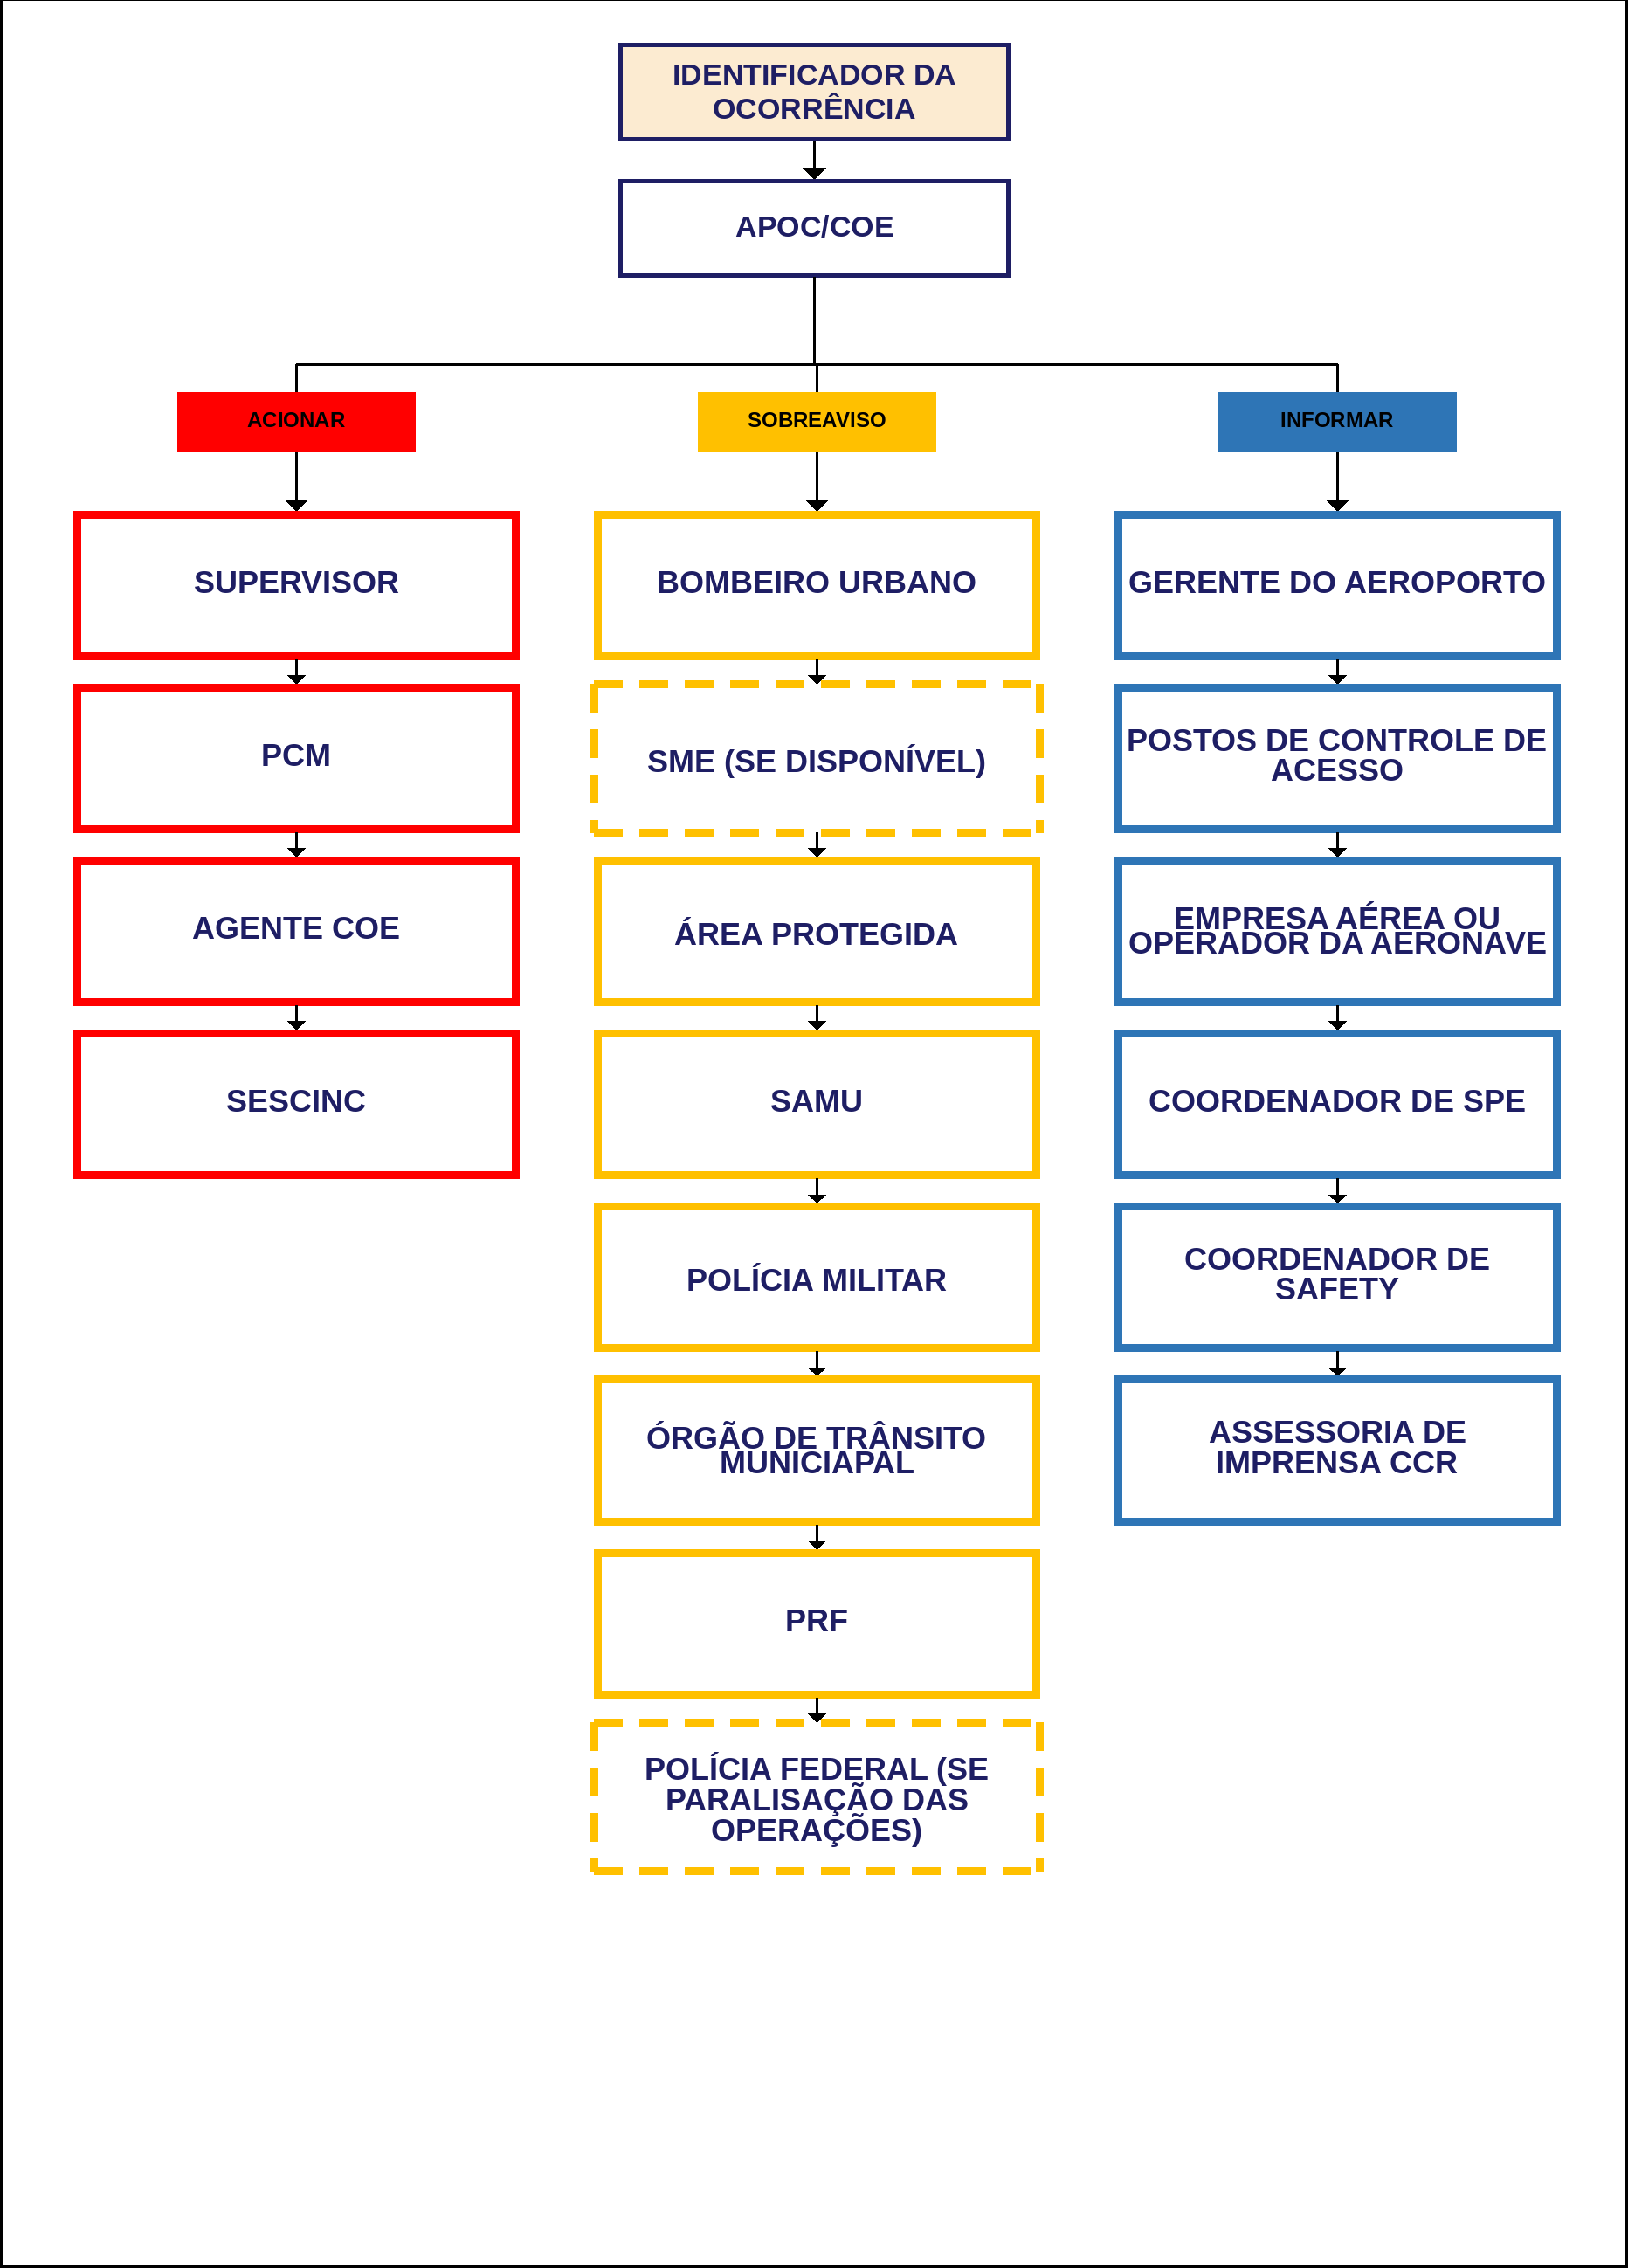 IDENTIFICADOR DA
OCORRÊNCIA
APOC/COE
ACIONAR
SUPERVISOR
PCM
AGENTE COE
SESCINC
SOBREAVISO
BOMBEIRO URBANO
SME (SE DISPONÍVEL)
ÁREA PROTEGIDA
SAMU
POLÍCIA MILITAR
ÓRGÃO DE TRÂNSITO
MUNICIAPAL
PRF
POLÍCIA FEDERAL (SE
PARALISAÇÃO DAS
OPERAÇÕES)
INFORMAR
GERENTE DO AEROPORTO
POSTOS DE CONTROLE DE
ACESSO
EMPRESA AÉREA OU
OPERADOR DA AERONAVE
COORDENADOR DE SPE
COORDENADOR DE
SAFETY
ASSESSORIA DE
IMPRENSA CCR